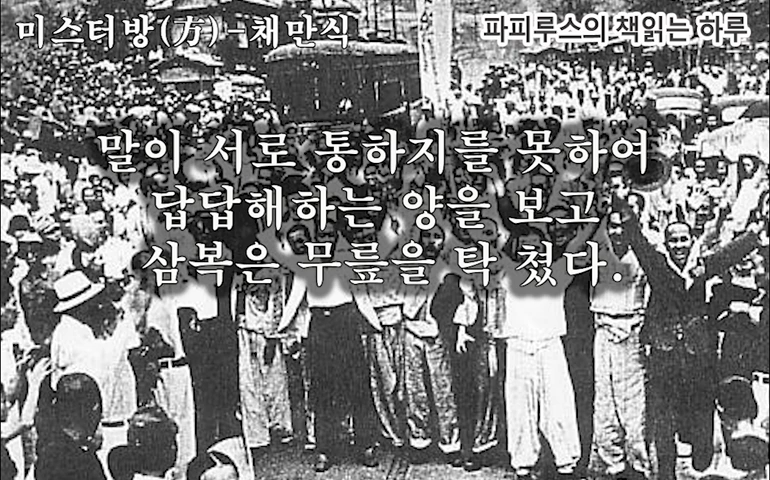 미스터방(方)-채만식
파피루스의 책읽는 하루
말이 서로 통하지를 못하여
답답해하는 양을 보고
삼복은 무릎을 탁 쳤다.